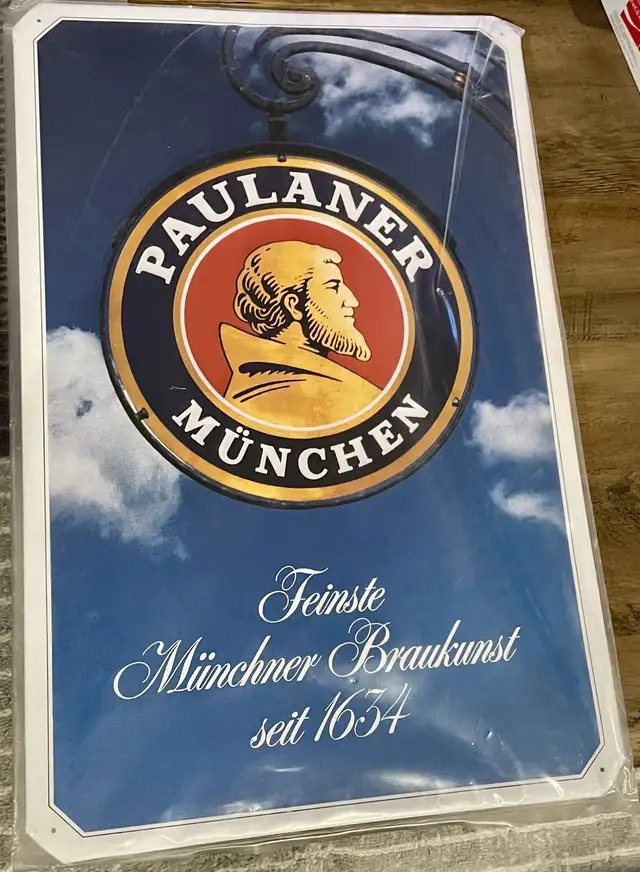 PAULANER
MÜNCHEN
Feinste
Münchner Braukunst
seit 1634